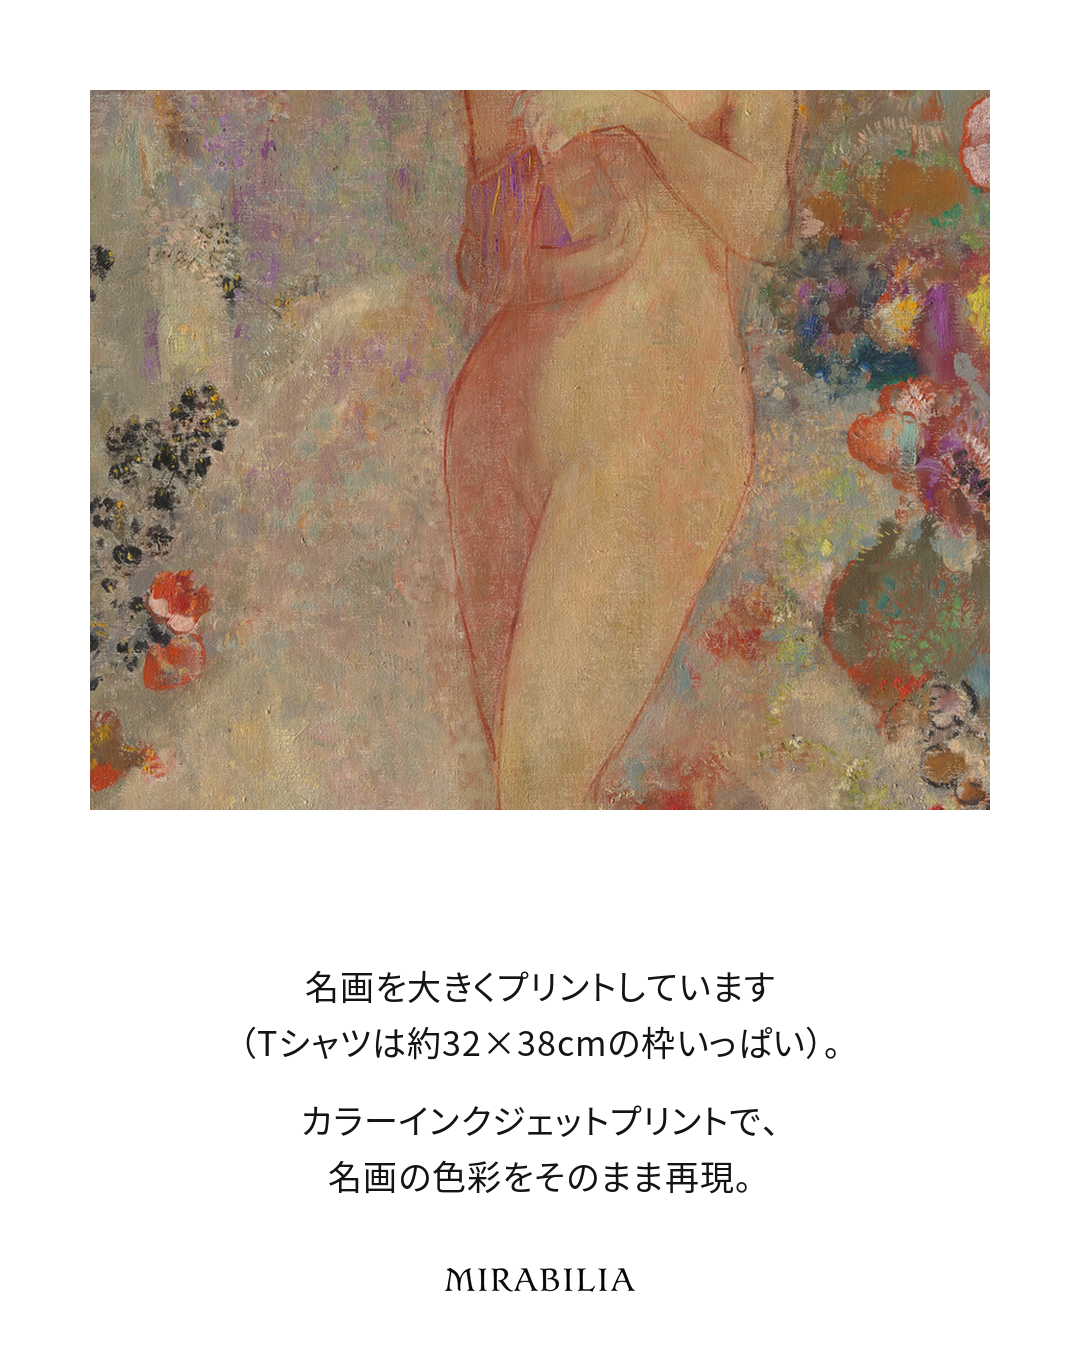 名画を大きくプリントしています
（Tシャツは約32×38cmの枠いっぱい）。
カラーインクジェットプリントで、
名画の色彩をそのまま再現。
MIRABILIA